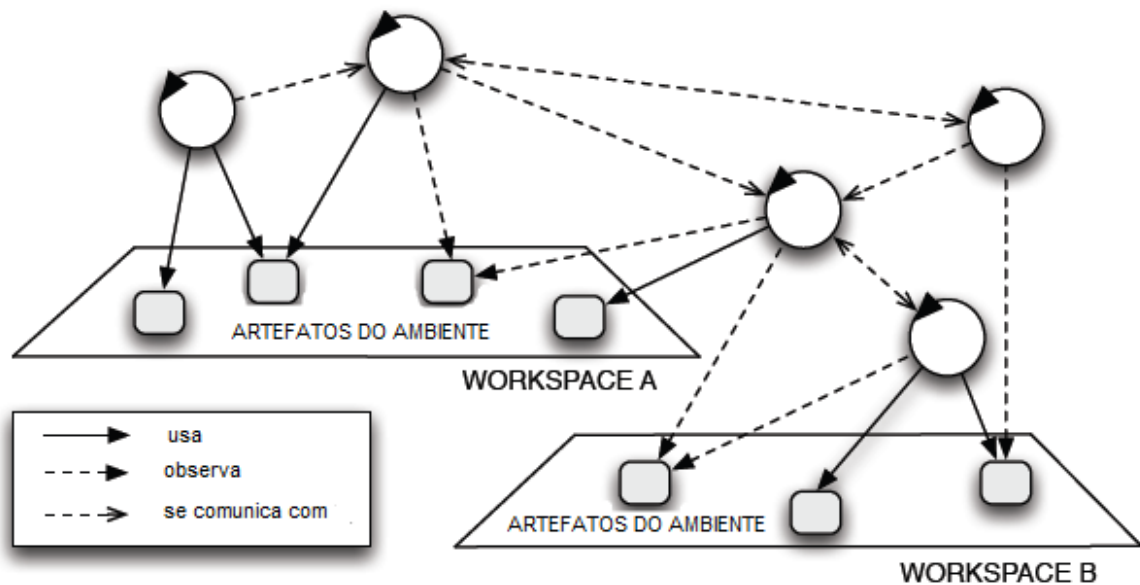 ARTEFATOS DO AMBIENTE
WORKSPACE A
usa
observa
se comunica com
ARTEFATOS DO AMBIENTE
WORKSPACE B